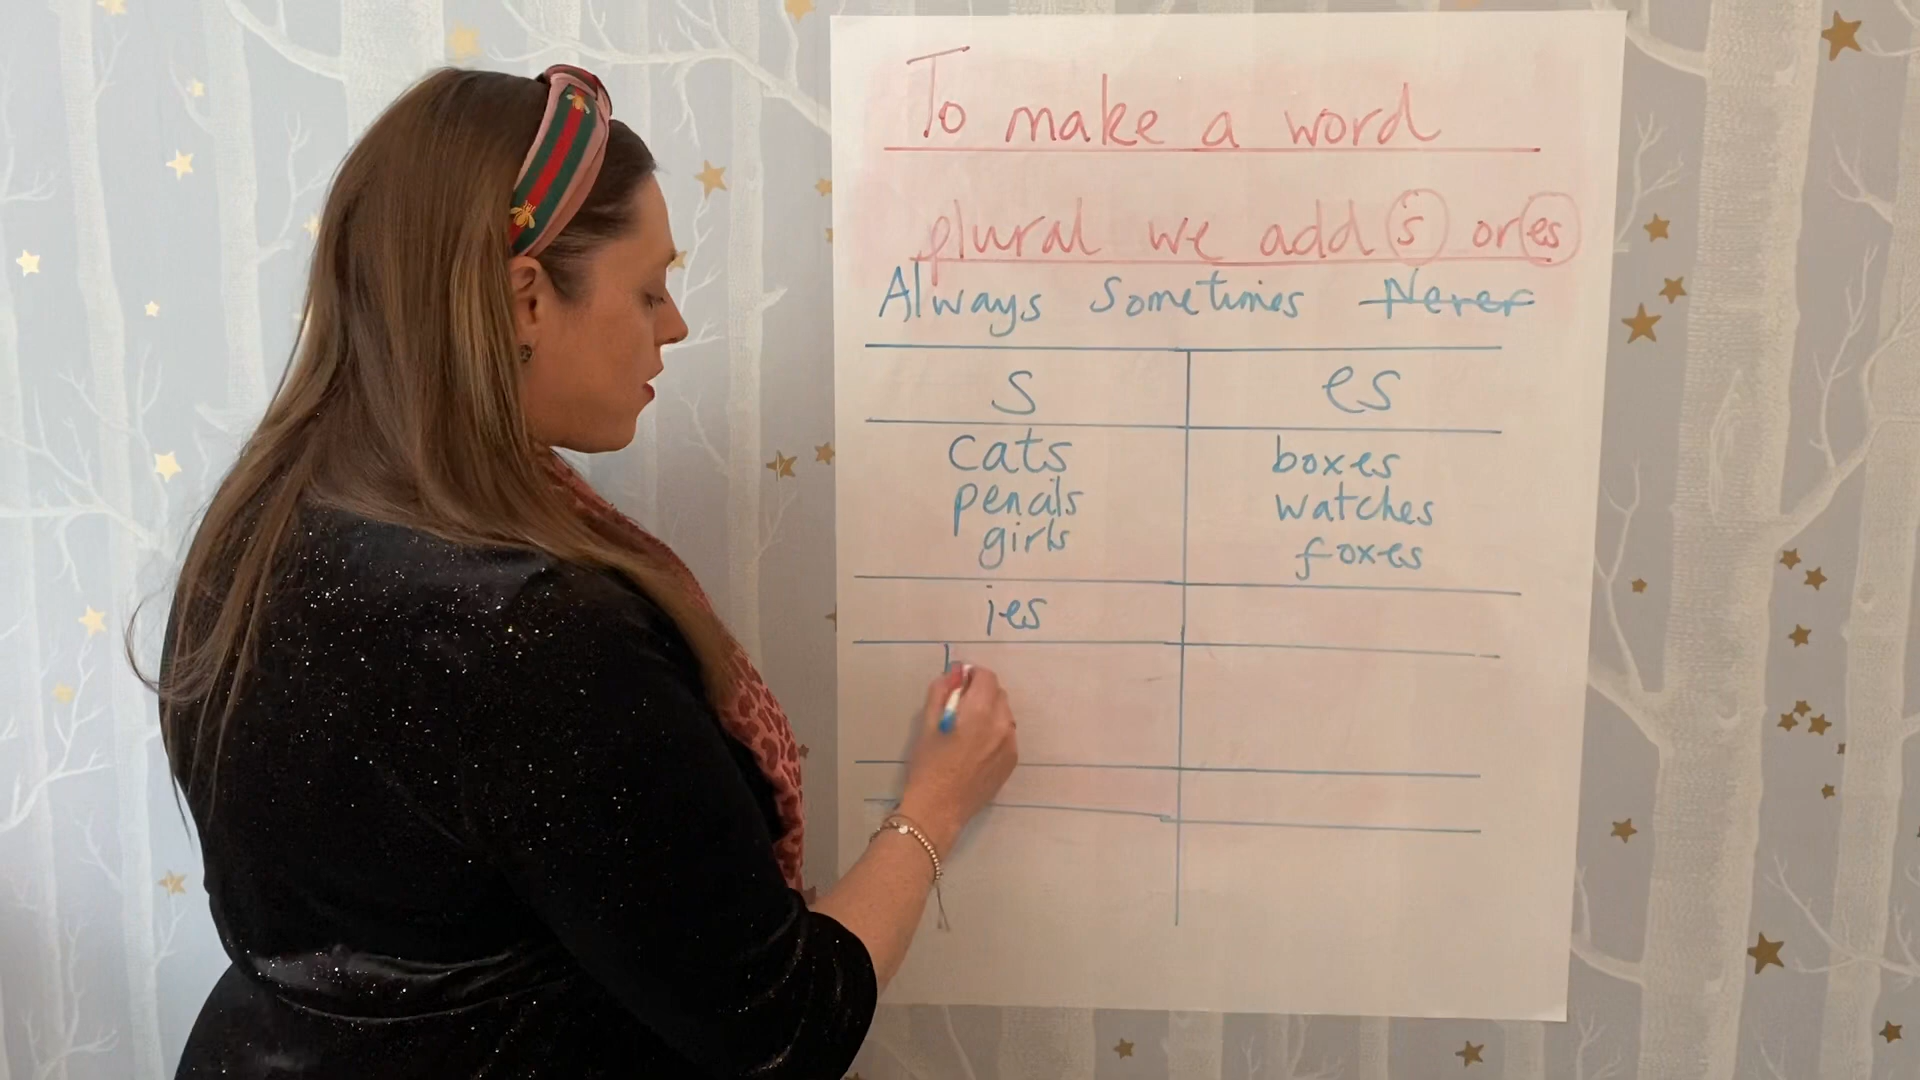 To make a word
plural we add s or es
Always Sometimes Never
s es
cats boxes
pencils watches
girls foxes
ies